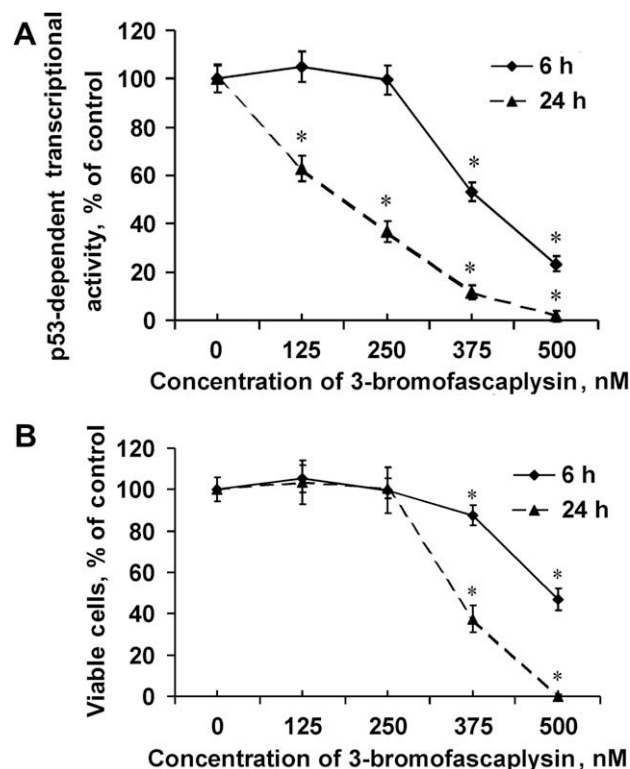 A
p53-dependent transcriptional
activity, % of control
120
100
80
60
40
20
0
6 h
24 h
*
*
*
*
*
*
0 125 250 375 500
Concentration of 3-bromofascaplysin, nM
B
Viable cells, % of control
120
100
80
60
40
20
0
6 h
24 h
*
*
*
*
0 125 250 375 500
Concentration of 3-bromofascaplysin, nM